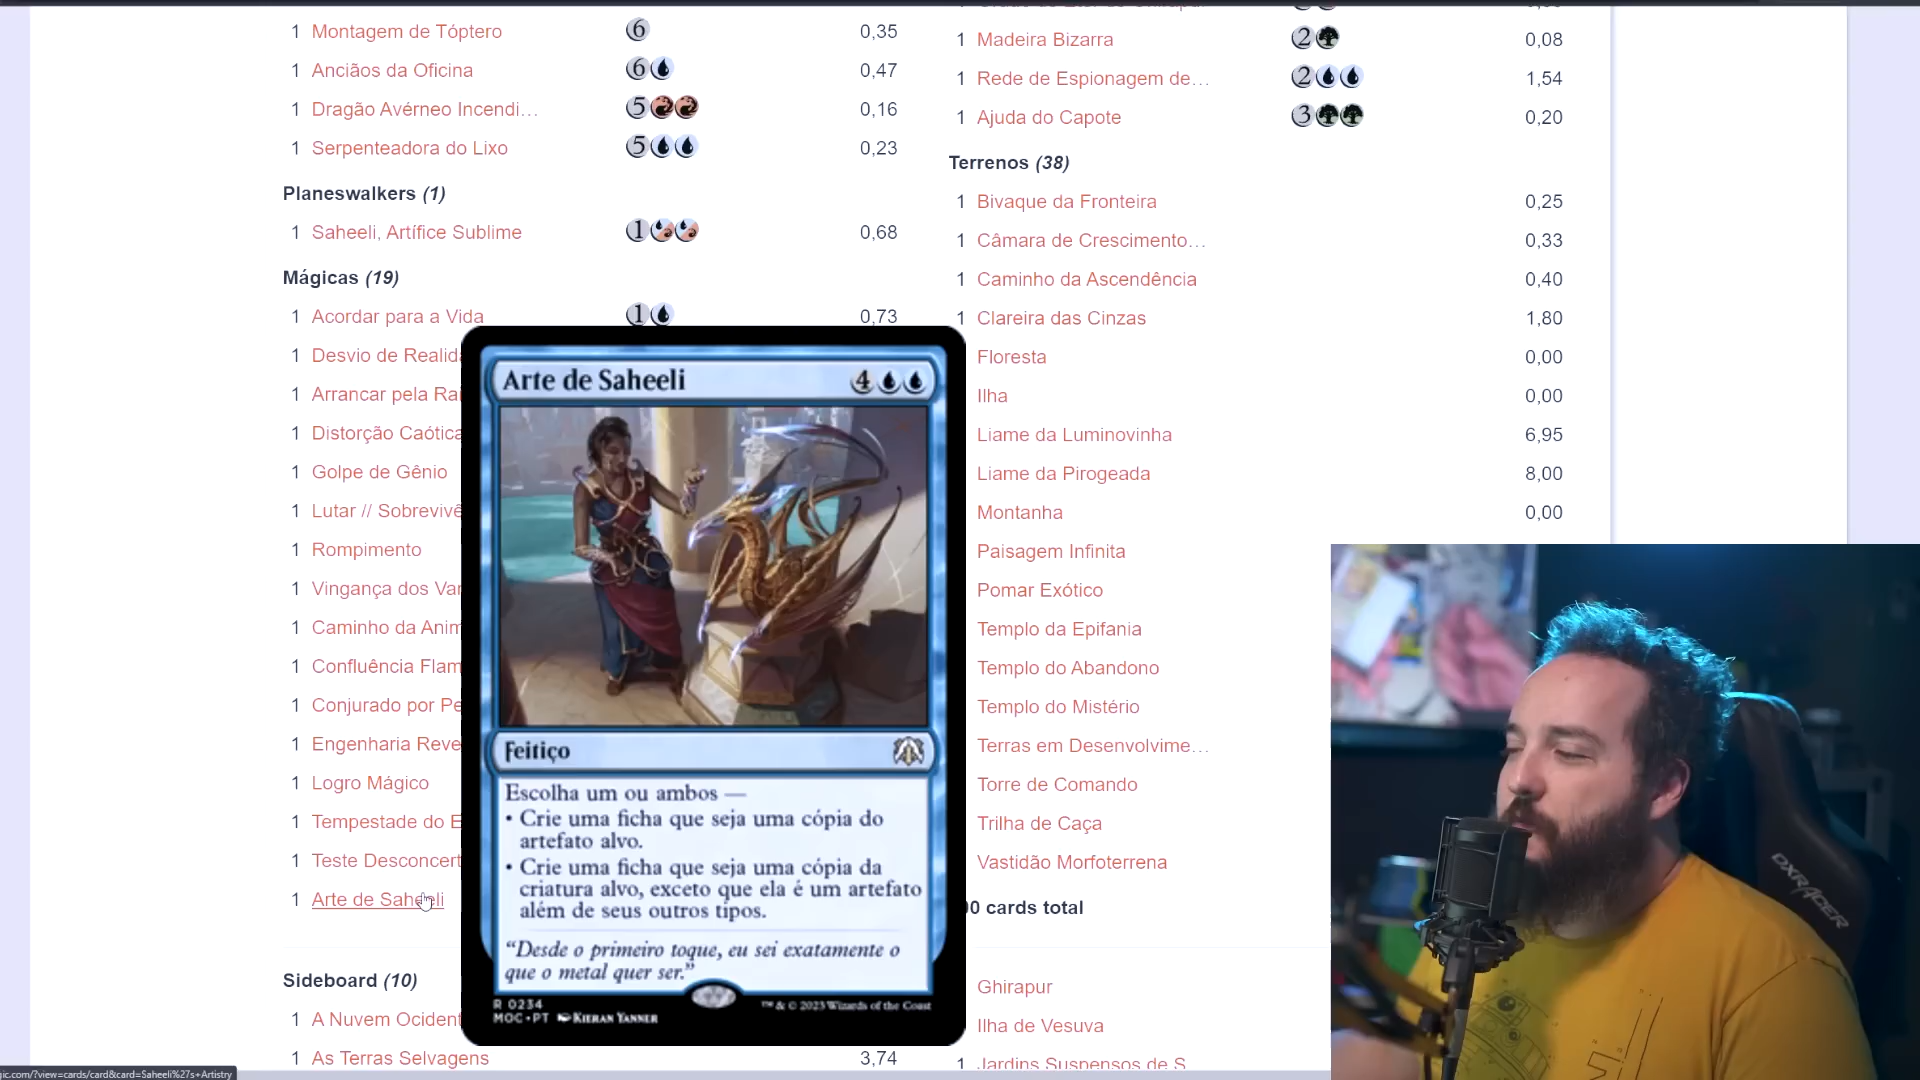 1 Montagem de Tóptero 6 0,35
1 Anciãos da Oficina 6 0,47
1 Dragão Avérneo Incendi... 5 0,16
1 Serpenteadora do Lixo 5 0,23
Planeswalkers (1)
1 Saheeli, Artífice Sublime 1 0,68
Mágicas (19)
1 Acordar para a Vida 1 0,73
1 Desvio de Realid
1 Arrancar pela Rai
1 Distorção Caótica
1 Golpe de Gênio
1 Lutar // Sobrevivê
1 Rompimento
1 Vingança dos Var
1 Caminho da Anim
1 Confluência Flam
1 Conjurado por Pe
1 Engenharia Reve
1 Logro Mágico
1 Tempestade do E
1 Teste Desconcert
1 Arte de Saheeli
Sideboard (10)
1 A Nuvem Ocident
1 As Terras Selvagens 3,74
Arte de Saheeli 4
Feitiço
Escolha um ou ambos —
• Crie uma ficha que seja uma cópia do
artefato alvo.
• Crie uma ficha que seja uma cópia da
criatura alvo, exceto que ela é um artefato
além de seus outros tipos.
“Desde o primeiro toque, eu sei exatamente o
que o metal quer ser.”
R 0234
MOC • PT Kieran Yanner
™ & © 2023 Wizards of the Coast
1 Madeira Bizarra 2 0,08
1 Rede de Espionagem de... 2 1,54
1 Ajuda do Capote 3 0,20
Terrenos (38)
1 Bivaque da Fronteira 0,25
1 Câmara de Crescimento... 0,33
1 Caminho da Ascendência 0,40
1 Clareira das Cinzas 1,80
Floresta 0,00
Ilha 0,00
Liame da Luminovinha 6,95
Liame da Pirogeada 8,00
Montanha 0,00
Paisagem Infinita
Pomar Exótico
Templo da Epifania
Templo do Abandono
Templo do Mistério
Terras em Desenvolvime...
Torre de Comando
Trilha de Caça
Vastidão Morfoterrena
0 cards total
Ghirapur
Ilha de Vesuva
1 Jardins Suspensos de S
DXRACER
gic.com/?view=cards/card&card=Saheeli%27s+Artistry